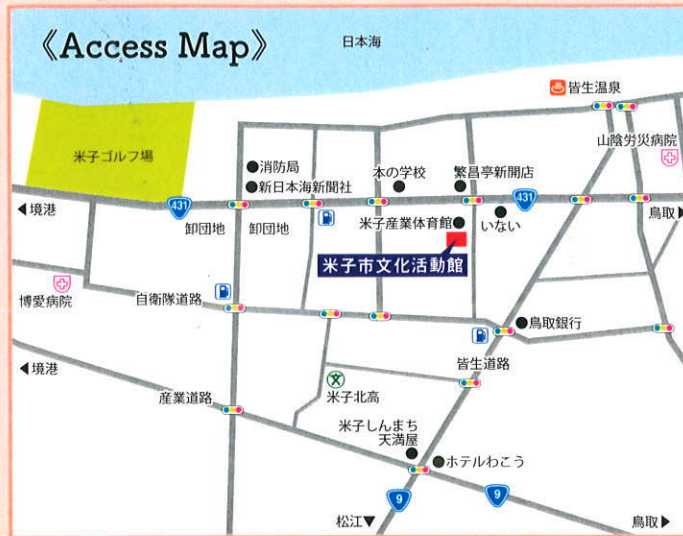 《Access Map》
日本海
皆生温泉
米子ゴルフ場
山陰労災病院
消防局
新日本海新聞社
本の学校
繁昌亭新開店
431
431
境港
卸団地
卸団地
米子産業体育館
いない
鳥取
米子市文化活動館
博愛病院
自衛隊道路
鳥取銀行
境港
産業道路
皆生道路
米子北高
米子しんまち
天満屋
ホテルわこう
9
9
松江
鳥取